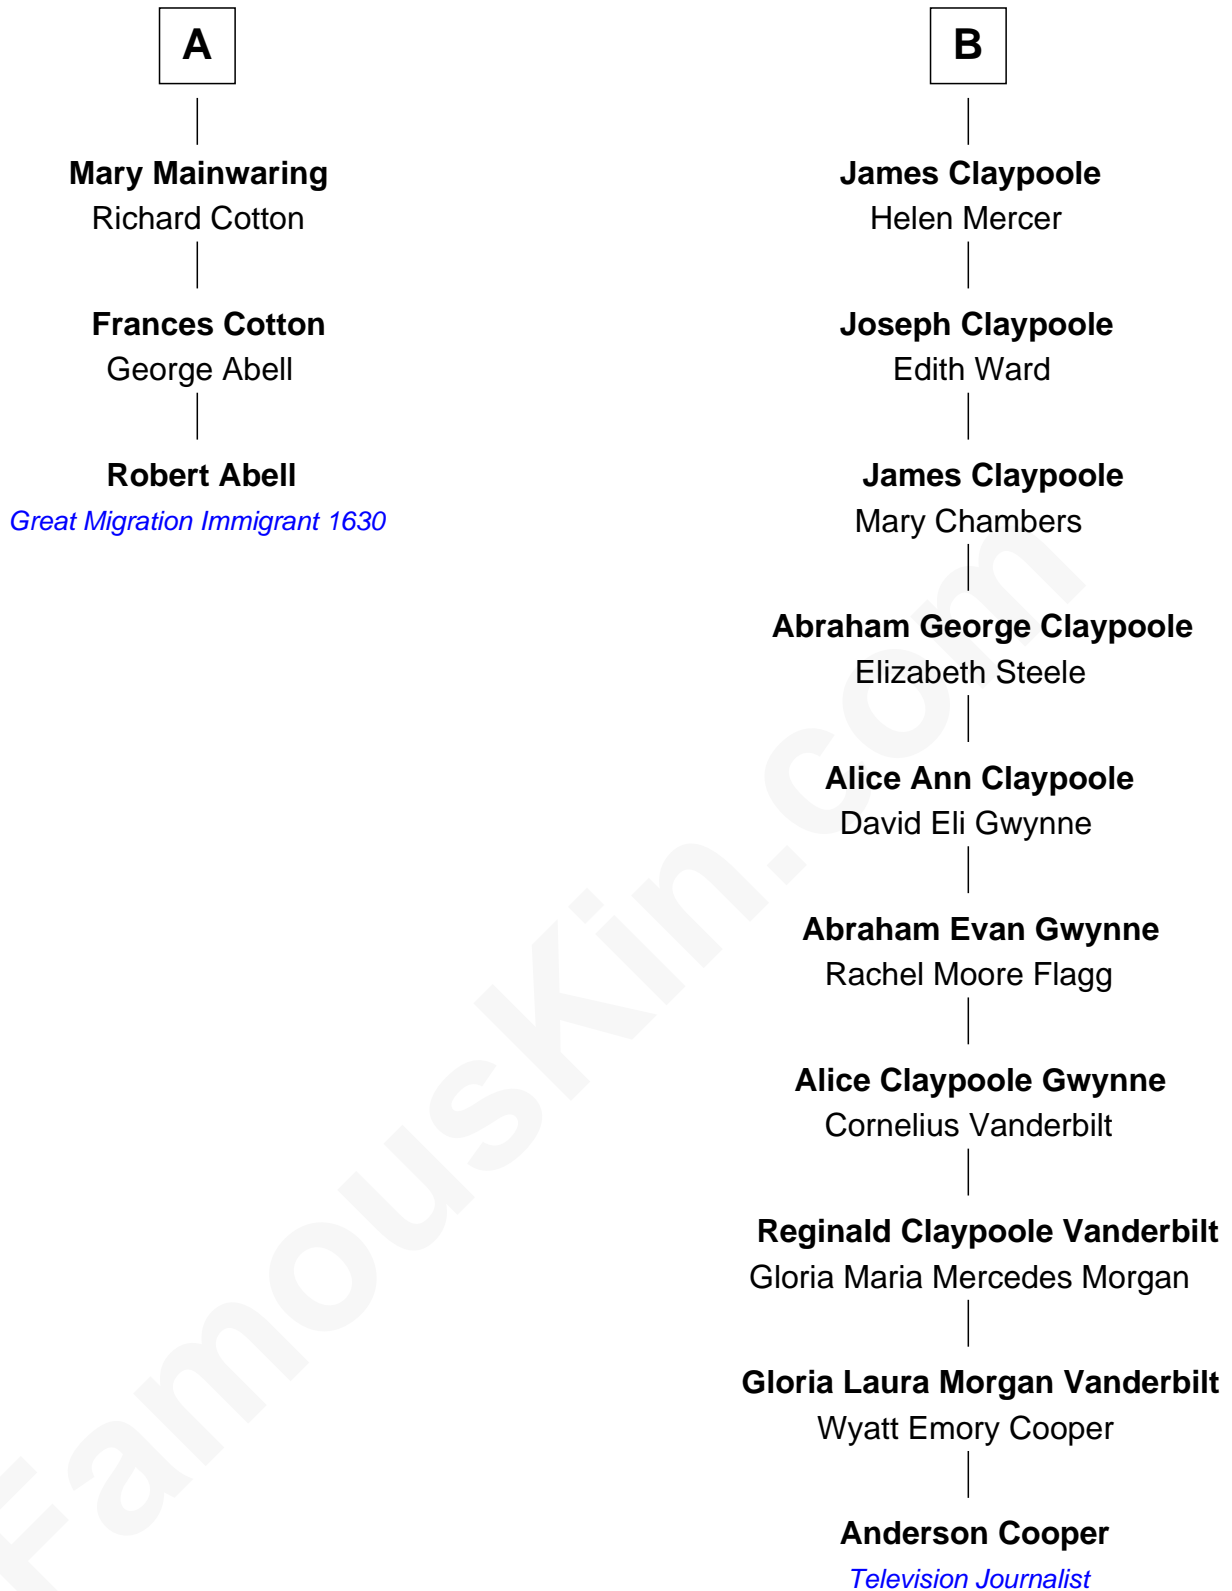 A
Mary Mainwaring
Richard Cotton
Frances Cotton
George Abell
Robert Abell
Great Migration Immigrant 1630
B
James Claypoole
Helen Mercer
Joseph Claypoole
Edith Ward
James Claypoole
Mary Chambers
Abraham George Claypoole
Elizabeth Steele
Alice Ann Claypoole
David Eli Gwynne
Abraham Evan Gwynne
Rachel Moore Flagg
Alice Claypoole Gwynne
Cornelius Vanderbilt
Reginald Claypoole Vanderbilt
Gloria Maria Mercedes Morgan
Gloria Laura Morgan Vanderbilt
Wyatt Emory Cooper
Anderson Cooper
Television Journalist
FamousKin.com